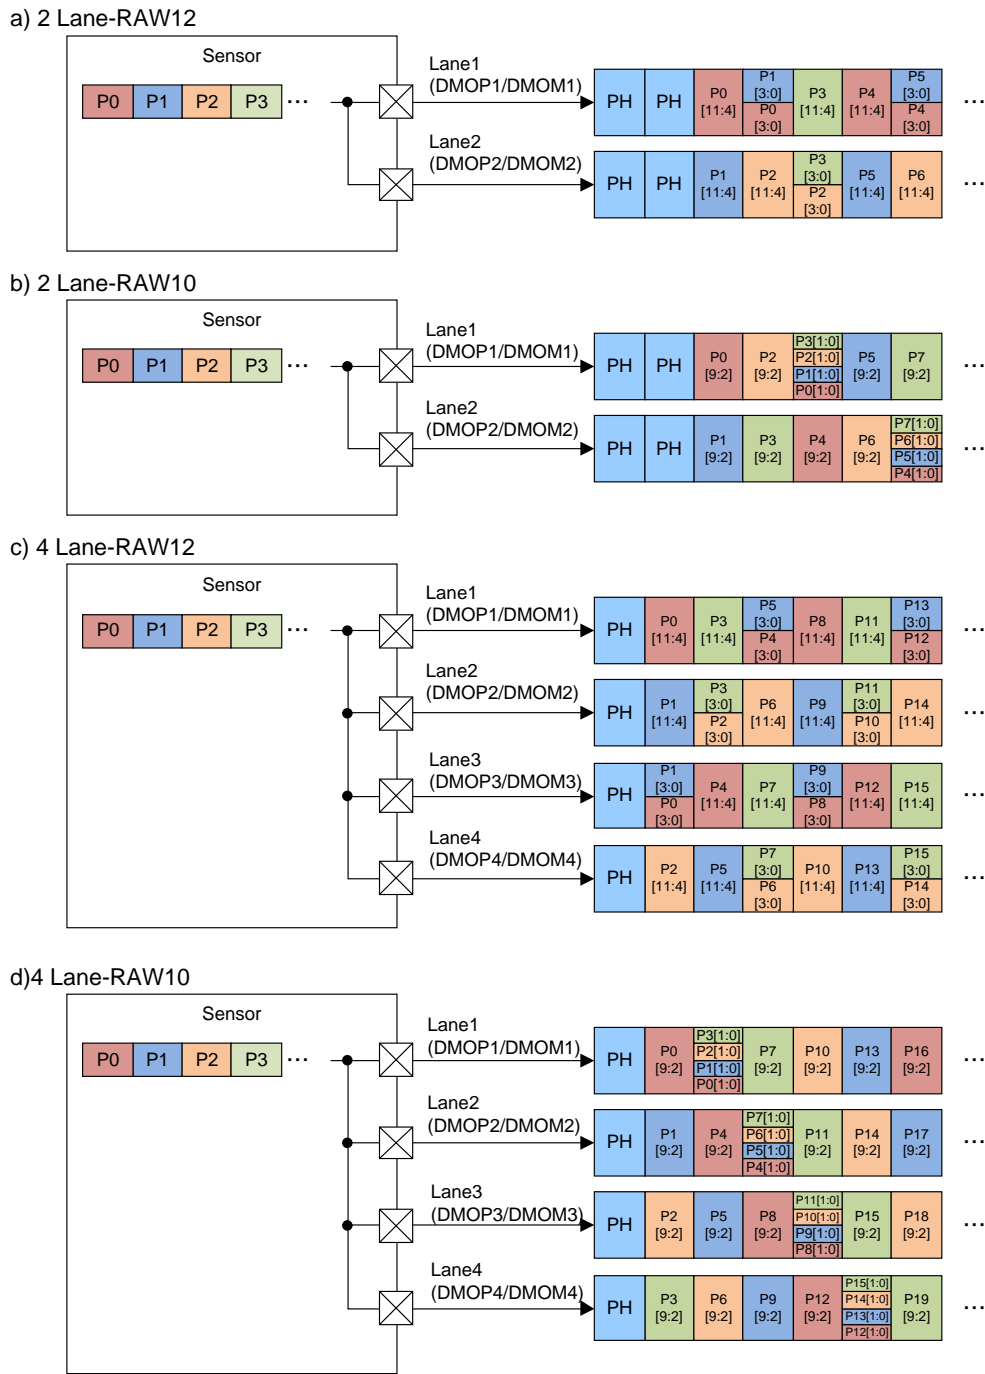 a) 2 Lane-RAW12
Sensor
P0 P1 P2 P3 ...
Lane1
(DMOP1/DMOM1)
PH PH P0 [11:4] P1 [3:0] P0 [3:0] P3 [11:4] P4 [11:4] P5 [3:0] P4 [3:0] ...
Lane2
(DMOP2/DMOM2)
PH PH P1 [11:4] P2 [11:4] P3 [3:0] P2 [3:0] P5 [11:4] P6 [11:4] ...
b) 2 Lane-RAW10
Sensor
P0 P1 P2 P3 ...
Lane1
(DMOP1/DMOM1)
PH PH P0 [9:2] P2 [9:2] P3[1:0] P2[1:0] P1[1:0] P0[1:0] P5 [9:2] P7 [9:2] ...
Lane2
(DMOP2/DMOM2)
PH PH P1 [9:2] P3 [9:2] P4 [9:2] P6 [9:2] P7[1:0] P6[1:0] P5[1:0] P4[1:0] ...
c) 4 Lane-RAW12
Sensor
P0 P1 P2 P3 ...
Lane1
(DMOP1/DMOM1)
PH P0 [11:4] P3 [11:4] P5 [3:0] P4 [3:0] P8 [11:4] P11 [11:4] P13 [3:0] P12 [3:0] ...
Lane2
(DMOP2/DMOM2)
PH P1 [11:4] P3 [3:0] P2 [3:0] P6 [11:4] P9 [11:4] P11 [3:0] P10 [3:0] P14 [11:4] ...
Lane3
(DMOP3/DMOM3)
PH P1 [3:0] P0 [3:0] P4 [11:4] P7 [11:4] P9 [3:0] P8 [3:0] P12 [11:4] P15 [11:4] ...
Lane4
(DMOP4/DMOM4)
PH P2 [11:4] P5 [11:4] P7 [3:0] P6 [3:0] P10 [11:4] P13 [11:4] P15 [3:0] P14 [3:0] ...
d)4 Lane-RAW10
Sensor
P0 P1 P2 P3 ...
Lane1
(DMOP1/DMOM1)
PH P0 [9:2] P3[1:0] P2[1:0] P1[1:0] P0[1:0] P7 [9:2] P10 [9:2] P13 [9:2] P16 [9:2] ...
Lane2
(DMOP2/DMOM2)
PH P1 [9:2] P4 [9:2] P7[1:0] P6[1:0] P5[1:0] P4[1:0] P11 [9:2] P14 [9:2] P17 [9:2] ...
Lane3
(DMOP3/DMOM3)
PH P2 [9:2] P5 [9:2] P8 [9:2] P11[1:0] P10[1:0] P9[1:0] P8[1:0] P15 [9:2] P18 [9:2] ...
Lane4
(DMOP4/DMOM4)
PH P3 [9:2] P6 [9:2] P9 [9:2] P12 [9:2] P15[1:0] P14[1:0] P13[1:0] P12[1:0] P19 [9:2] ...